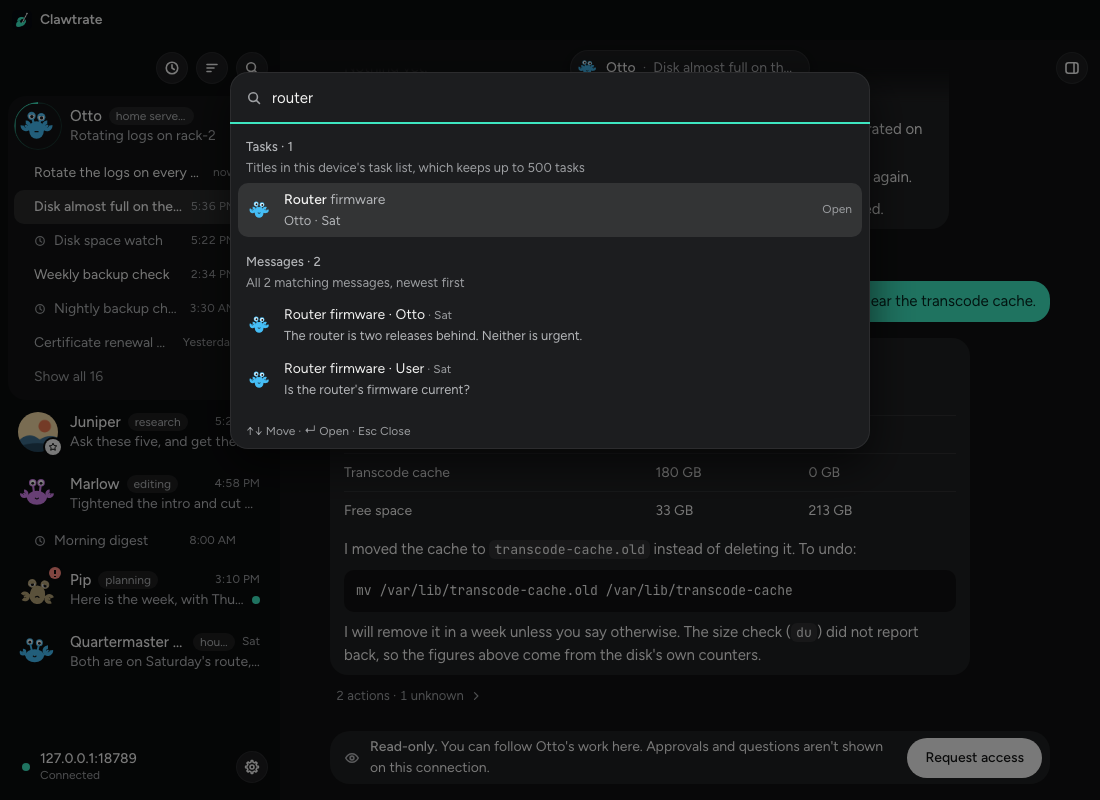 Clawtrate
Otto · Disk almost full on th...
router
Tasks · 1
Titles in this device's task list, which keeps up to 500 tasks
Router firmware
Otto · Sat
Open
Messages · 2
All 2 matching messages, newest first
Router firmware · Otto · Sat
The router is two releases behind. Neither is urgent.
Router firmware · User · Sat
Is the router's firmware current?
↑↓ Move · ↵ Open · Esc Close
Otto home serve...
Rotating logs on rack-2
Rotate the logs on every ... now
Disk almost full on the... 5:36 PM
Disk space watch 5:22 PM
Weekly backup check 2:34 PM
Nightly backup ch... 3:30 AM
Certificate renewal ... Yesterda
Show all 16
Juniper research 5:2
Ask these five, and get the
Marlow editing 4:58 PM
Tightened the intro and cut ...
Morning digest 8:00 AM
Pip planning 3:10 PM
Here is the week, with Thu...
Quartermaster ... hou... Sat
Both are on Saturday's route,...
127.0.0.1:18789
Connected
ated on
again.
d.
ear the transcode cache.
Transcode cache 180 GB 0 GB
Free space 33 GB 213 GB
I moved the cache to transcode-cache.old instead of deleting it. To undo:
mv /var/lib/transcode-cache.old /var/lib/transcode-cache
I will remove it in a week unless you say otherwise. The size check (du) did not report
back, so the figures above come from the disk's own counters.
2 actions · 1 unknown
Read-only. You can follow Otto's work here. Approvals and questions aren't shown
on this connection.
Request access